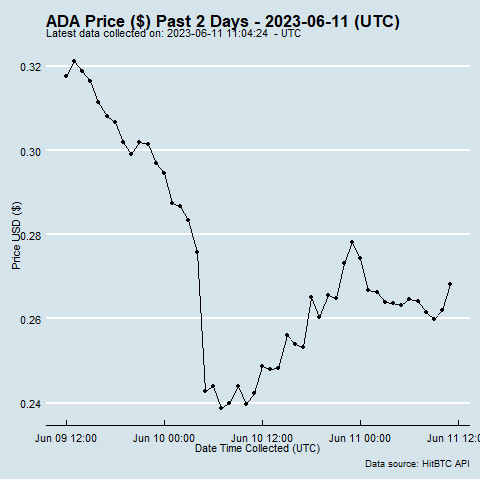 ADA Price ($) Past 2 Days - 2023-06-11 (UTC)
Latest data collected on: 2023-06-11 11:04:24 - UTC
0.32
0.30
0.28
0.26
0.24
Price USD ($)
Jun 09 12:00 Jun 10 00:00 Jun 10 12:00 Jun 11 00:00 Jun 11 12:00
Date Time Collected (UTC)
Data source: HitBTC API